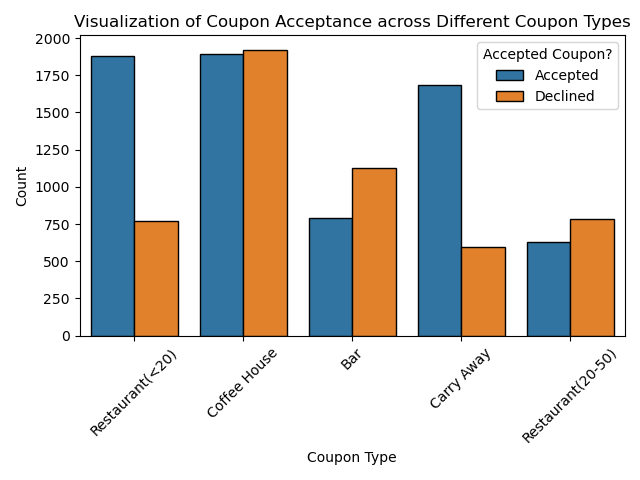 Visualization of Coupon Acceptance across Different Coupon Types
Accepted Coupon?
Accepted
Declined
Count
2000
1750
1500
1250
1000
750
500
250
0
Restaurant(<20)
Coffee House
Bar
Carry Away
Restaurant(20-50)
Coupon Type